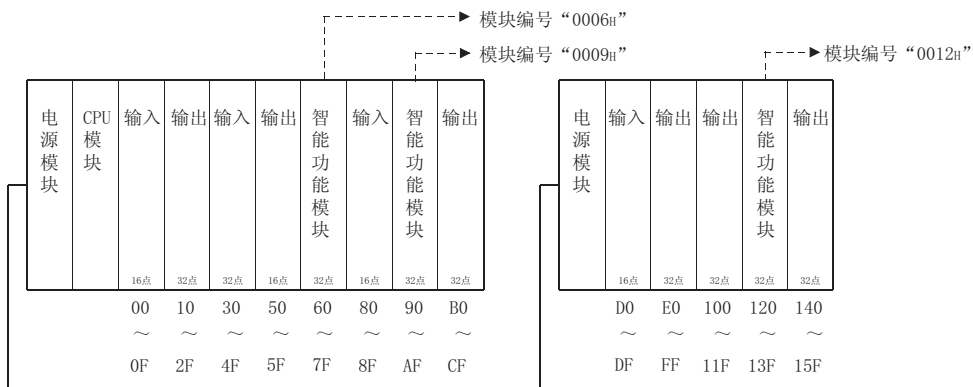 模块编号“0006H”
模块编号“0009H”
模块编号“0012H”
电源模块 CPU模块 输入 输出 输入 输出 智能功能模块 输入 智能功能模块 输出
16点 32点 32点 16点 32点 16点 32点 32点
00 10 30 50 60 80 90 B0
～ ～ ～ ～ ～ ～ ～ ～
0F 2F 4F 5F 7F 8F AF CF
电源模块 输入 输出 输出 智能功能模块 输出
16点 32点 32点 32点 32点
D0 E0 100 120 140
～ ～ ～ ～ ～
DF FF 11F 13F 15F